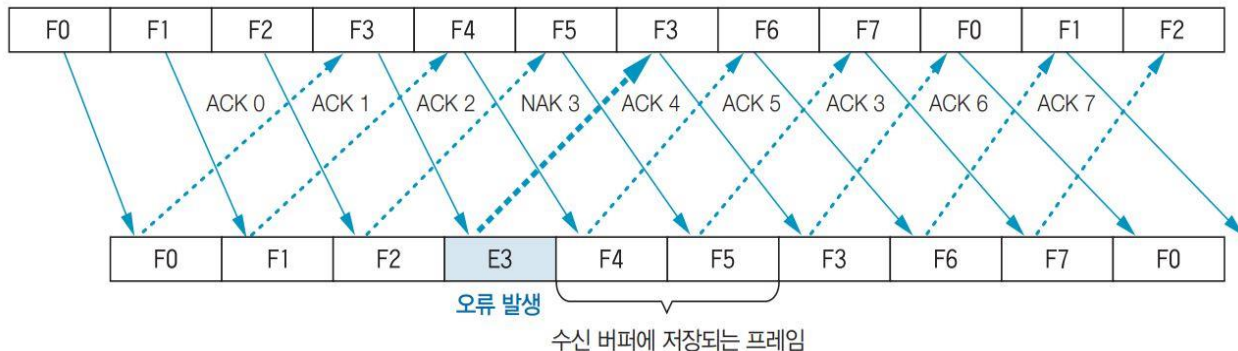 F0 F1 F2 F3 F4 F5 F3 F6 F7 F0 F1 F2
ACK 0 ACK 1 ACK 2 NAK 3 ACK 4 ACK 5 ACK 3 ACK 6 ACK 7
F0 F1 F2 E3 F4 F5 F3 F6 F7 F0
오류 발생
수신 버퍼에 저장되는 프레임